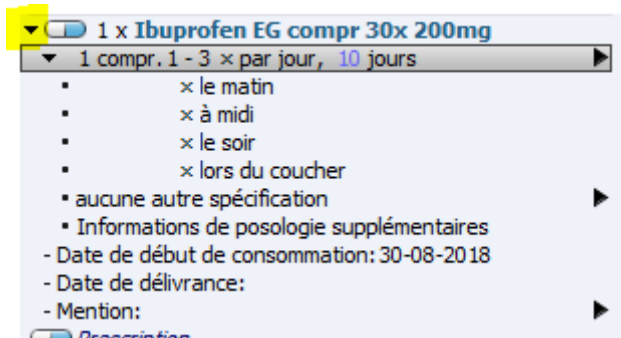 1 x Ibuprofen EG compr 30x 200mg
1 compr. 1 - 3 × par jour, 10 jours
× le matin
× à midi
× le soir
× lors du coucher
▪ aucune autre spécification
▪ Informations de posologie supplémentaires
- Date de début de consommation: 30-08-2018
- Date de délivrance:
- Mention:
Prescription